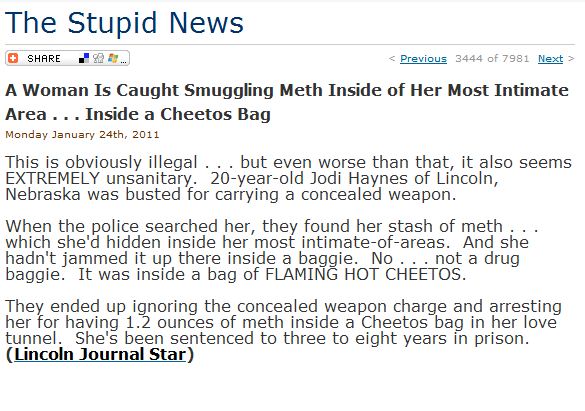 The Stupid News
SHARE ...
< Previous 3444 of 7981 Next >
A Woman Is Caught Smuggling Meth Inside of Her Most Intimate
Area . . . Inside a Cheetos Bag
Monday January 24th, 2011
This is obviously illegal . . . but even worse than that, it also seems
EXTREMELY unsanitary.  20-year-old Jodi Haynes of Lincoln,
Nebraska was busted for carrying a concealed weapon.
When the police searched her, they found her stash of meth . . .
which she'd hidden inside her most intimate-of-areas.  And she
hadn't jammed it up there inside a baggie.  No . . . not a drug
baggie.  It was inside a bag of FLAMING HOT CHEETOS.
They ended up ignoring the concealed weapon charge and arresting
her for having 1.2 ounces of meth inside a Cheetos bag in her love
tunnel.  She's been sentenced to three to eight years in prison.
(Lincoln Journal Star)